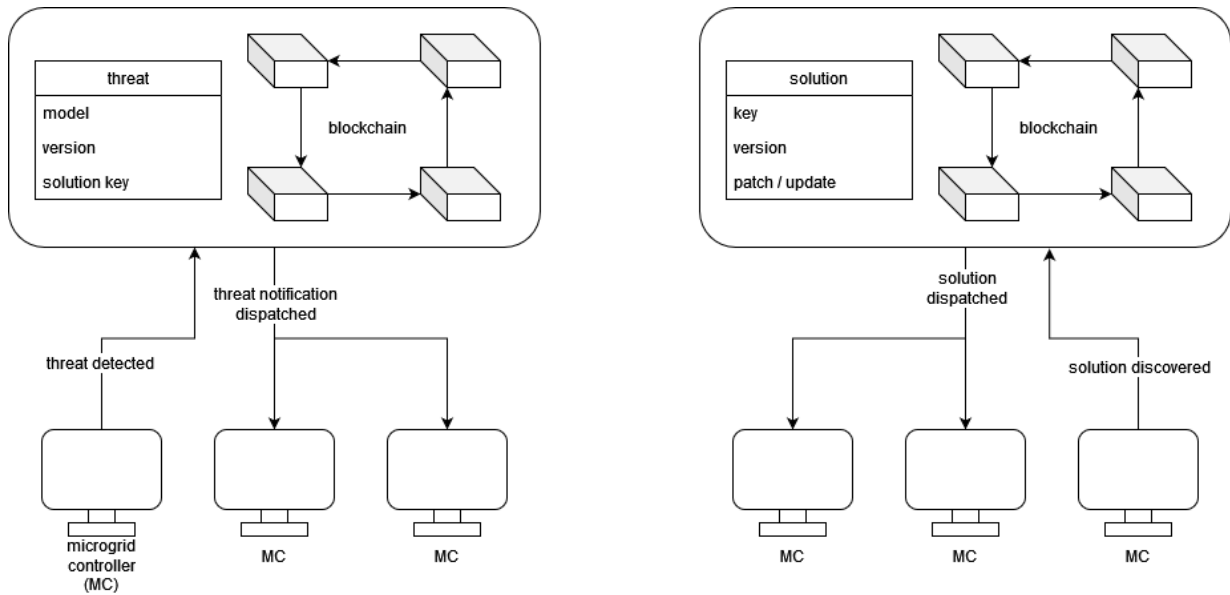 threat
model
version
solution key
blockchain
threat notification
dispatched
threat detected
microgrid
controller
(MC)
MC
MC
solution
key
version
patch / update
blockchain
solution
dispatched
solution discovered
MC
MC
MC